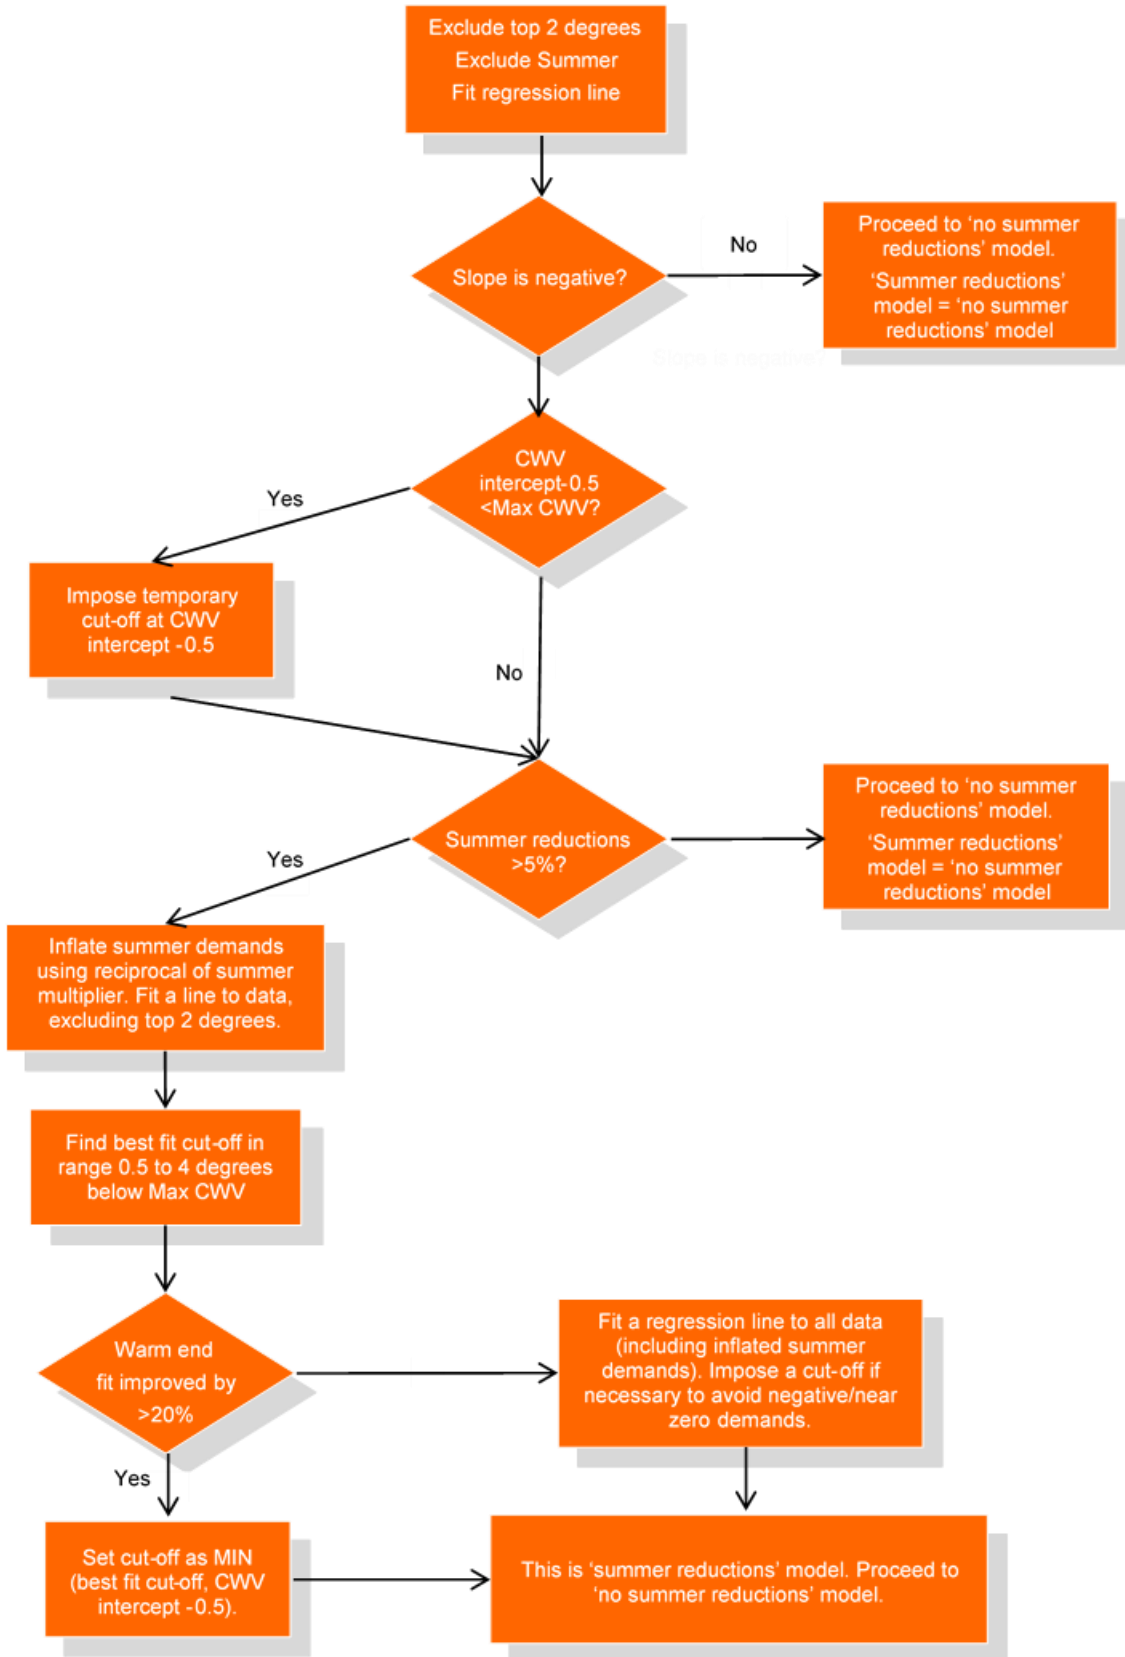 Exclude top 2 degrees
Exclude Summer
Fit regression line
Slope is negative?
No
Proceed to ‘no summer
reductions’ model.
‘Summer reductions’
model = ‘no summer
reductions’ model
Slope is negative?
CWV
intercept-0.5
<Max CWV?
Yes
Impose temporary
cut-off at CWV
intercept -0.5
No
Summer reductions
>5%?
Proceed to ‘no summer
reductions’ model.
‘Summer reductions’
model = ‘no summer
reductions’ model
Yes
Inflate summer demands
using reciprocal of summer
multiplier. Fit a line to data,
excluding top 2 degrees.
Find best fit cut-off in
range 0.5 to 4 degrees
below Max CWV
Warm end
fit improved by
>20%
Fit a regression line to all data
(including inflated summer
demands). Impose a cut-off if
necessary to avoid negative/near
zero demands.
Yes
Set cut-off as MIN
(best fit cut-off, CWV
intercept -0.5).
This is ‘summer reductions’ model. Proceed to
‘no summer reductions’ model.